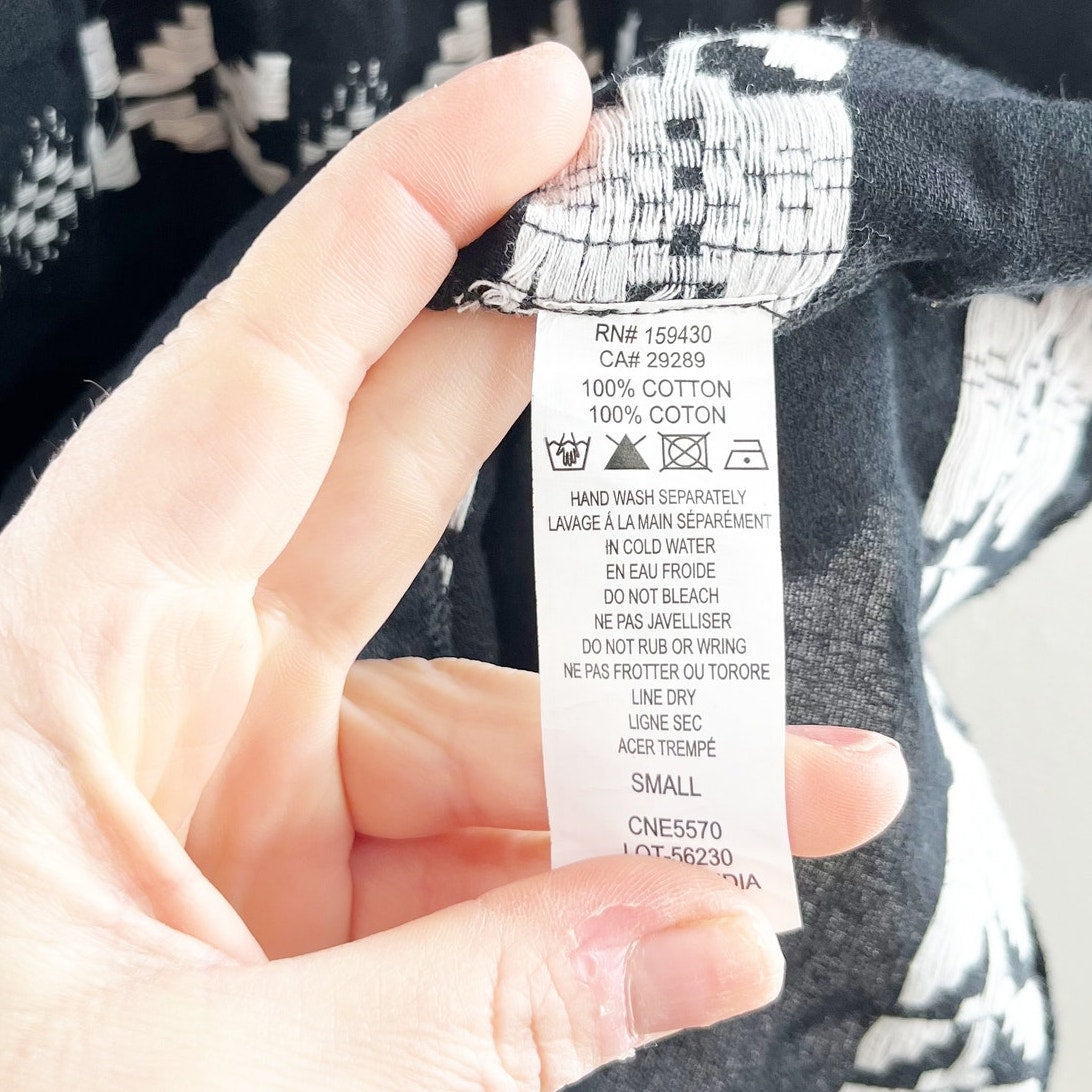 RN# 159430
CA# 29289
100% COTTON
100% COTON
HAND WASH SEPARATELY
LAVAGE Á LA MAIN SÉPARÉMENT
IN COLD WATER
EN EAU FROIDE
DO NOT BLEACH
NE PAS JAVELLISER
DO NOT RUB OR WRING
NE PAS FROTTER OU TORORE
LINE DRY
LIGNE SEC
ACER TREMPÉ
SMALL
CNE5570
LOT-56230